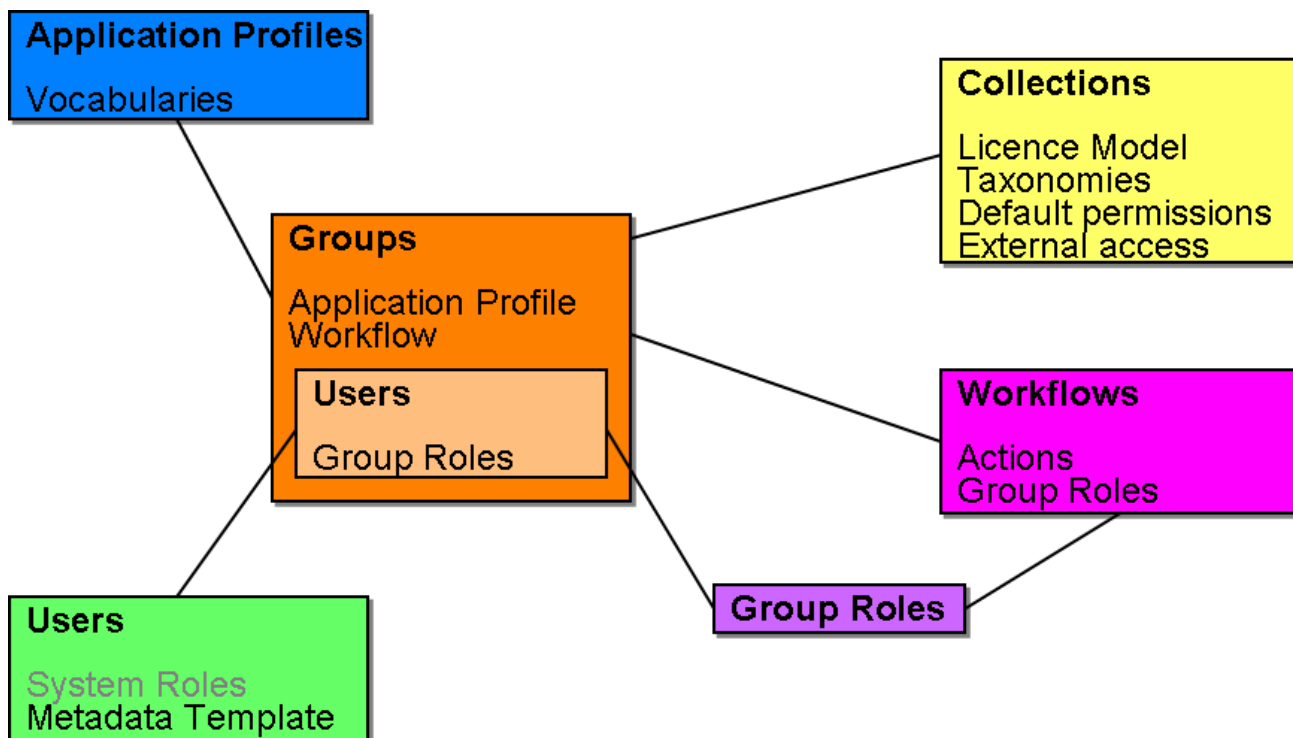 Application Profiles
Vocabularies
Collections
Licence Model
Taxonomies
Default permissions
External access
Groups
Application Profile
Workflow
Users
Group Roles
Workflows
Actions
Group Roles
Group Roles
Users
System Roles
Metadata Template